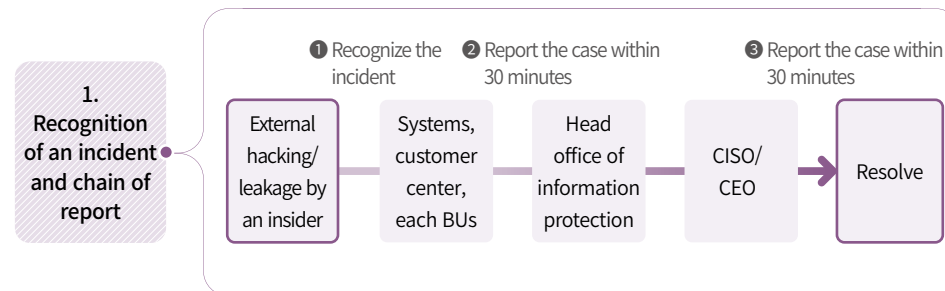 1.
Recognition
of an incident
and chain of
report
❶ Recognize the
incident
❷ Report the case within
30 minutes
❸ Report the case within
30 minutes
External
hacking/
leakage by
an insider
Systems,
customer
center,
each BUs
Head
office of
information
protection
CISO/
CEO
Resolve